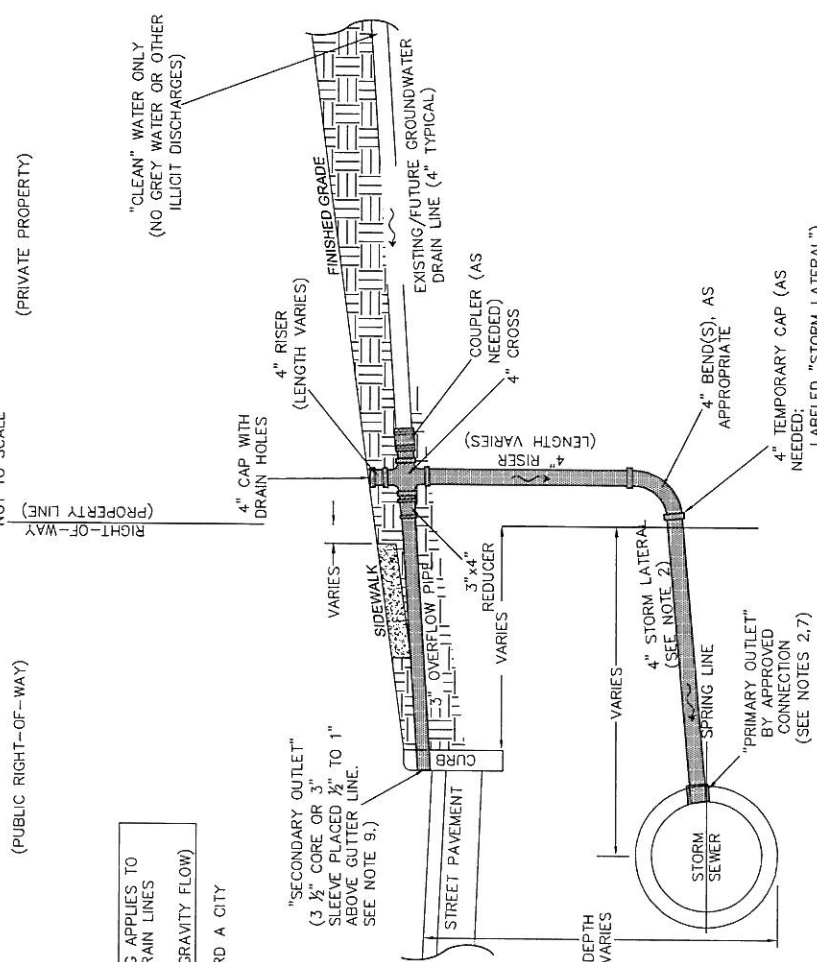 NOT TO SCALE
(PUBLIC RIGHT-OF-WAY)
(PRIVATE PROPERTY)
RIGHT-OF-WAY
(PROPERTY LINE)
"CLEAN" WATER ONLY
(NO GREY WATER OR OTHER
ILLICIT DISCHARGES)
G APPLIES TO
RAIN LINES
GRAVITY FLOW)
RD A CITY
4" CAP WITH
DRAIN HOLES
4" RISER
(LENGTH VARIES)
FINISHED GRADE
VARIES
SIDEWALK
EXISTING/FUTURE GROUNDWATER
DRAIN LINE (4" TYPICAL)
"SECONDARY OUTLET"
(3 ½" CORE OR 3"
SLEEVE PLACED ½" TO 1"
ABOVE GUTTER LINE.
SEE NOTE 9.)
3" OVERFLOW PIPE
3"x4"
REDUCER
COUPLER (AS
NEEDED)
4" CROSS
CURB
STREET PAVEMENT
VARIES
4" RISER
(LENGTH VARIES)
VARIES
4" STORM LATERAL
(SEE NOTE 2)
4" BEND(S), AS
APPROPRIATE
4" TEMPORARY CAP (AS
NEEDED;
LABELED "STORM LATERAL")
SPRING LINE
"PRIMARY OUTLET"
BY APPROVED
CONNECTION
(SEE NOTES 2,7)
STORM
SEWER
DEPTH
VARIES